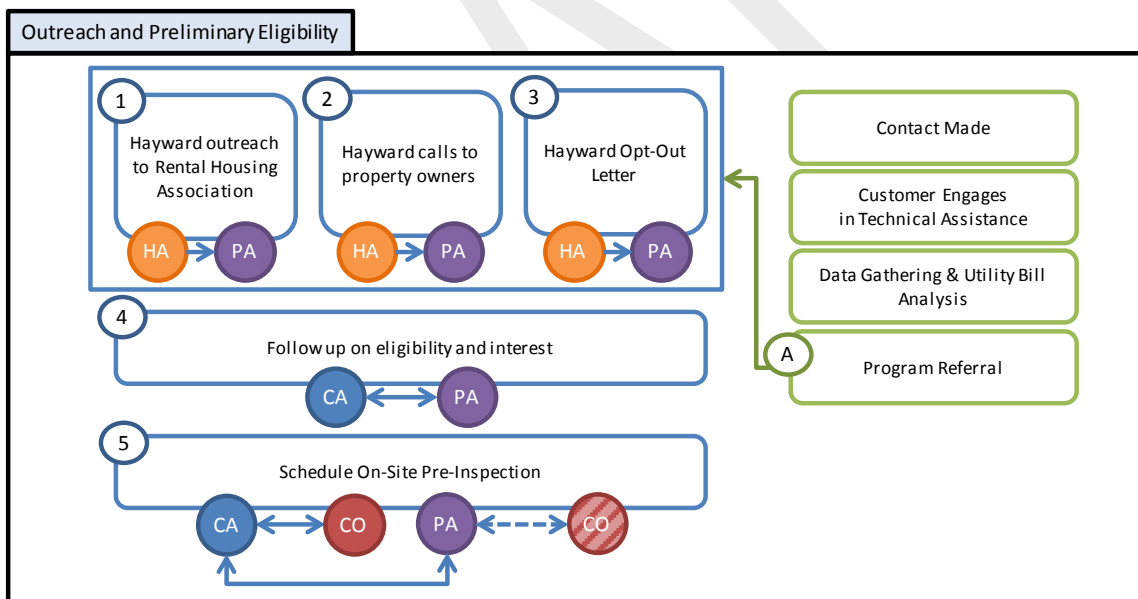 Outreach and Preliminary Eligibility
1
Hayward outreach
to Rental Housing
Association
HA
PA
2
Hayward calls to
property owners
HA
PA
3
Hayward Opt-Out
Letter
HA
PA
4
Follow up on eligibility and interest
CA
PA
5
Schedule On-Site Pre-Inspection
CA
CO
PA
CO
Contact Made
Customer Engages
in Technical Assistance
Data Gathering & Utility Bill
Analysis
A
Program Referral